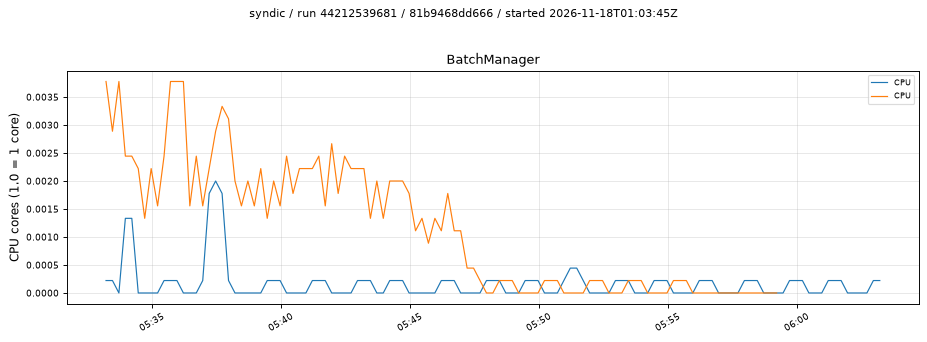 syndic / run 44212539681 / 81b9468dd666 / started 2026-11-18T01:03:45Z
BatchManager
CPU
CPU
CPU cores (1.0 = 1 core)
0.0035
0.0030
0.0025
0.0020
0.0015
0.0010
0.0005
0.0000
05:35
05:40
05:45
05:50
05:55
06:00